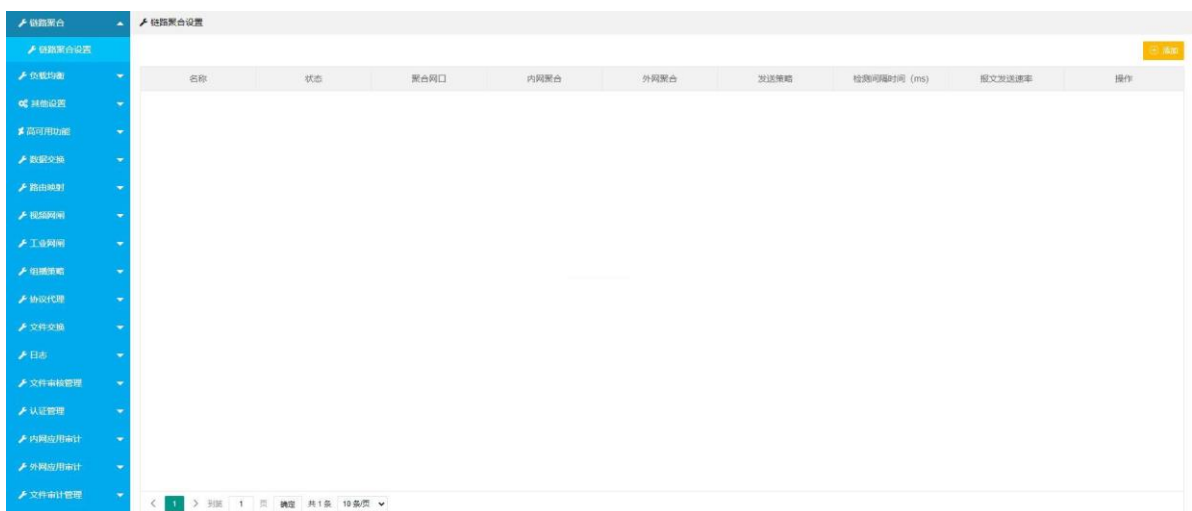 链路聚合
链路聚合设置
负载均衡
其他设置
高可用功能
数据交换
路由映射
视频网闸
工业网闸
组播策略
协议代理
文件交换
日志
文件审核管理
认证管理
内网应用审计
外网应用审计
文件审计管理
链路聚合设置
添加
名称 状态 聚合网口 内网聚合 外网聚合 发送策略 检测间隔时间 (ms) 报文发送速率 操作
1 到第 1 页 确定 共 1 条 10 条/页